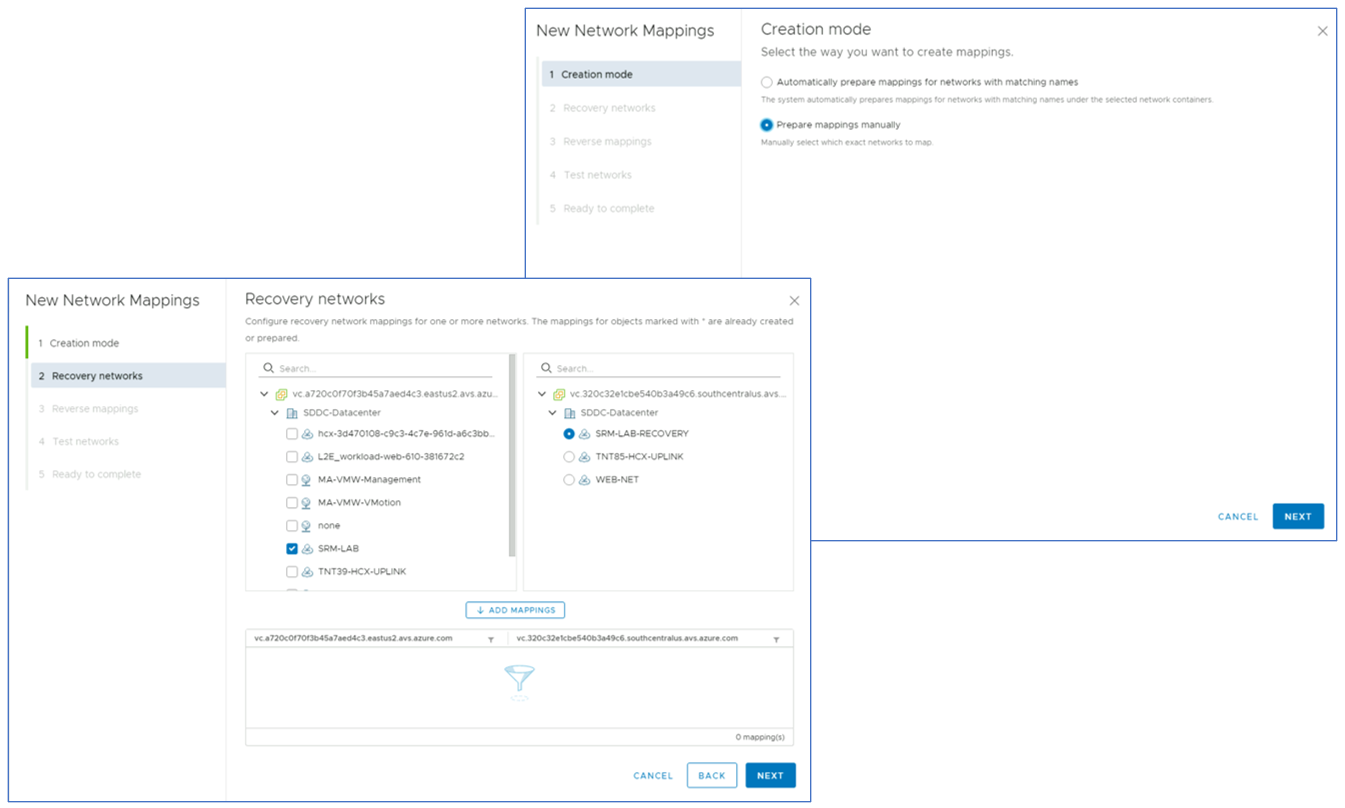 New Network Mappings
1 Creation mode
2 Recovery networks
3 Reverse mappings
4 Test networks
5 Ready to complete
Creation mode
Select the way you want to create mappings.
Automatically prepare mappings for networks with matching names
The system automatically prepares mappings for networks with matching names under the selected network containers.
Prepare mappings manually
Manually select which exact networks to map.
CANCEL
NEXT
New Network Mappings
1 Creation mode
2 Recovery networks
3 Reverse mappings
4 Test networks
5 Ready to complete
Recovery networks
Configure recovery network mappings for one or more networks. The mappings for objects marked with * are already created
or prepared.
Search...
vc.a720c0f70f3b45a7aed4c3.eastus2.avs.azu...
SDDC-Datacenter
hcx-3d470108-c9c3-4c7e-961d-a6c3bb...
L2E_workload-web-610-381672c2
MA-VMW-Management
MA-VMW-VMotion
none
SRM-LAB
TNT39-HCX-UPLINK
Search...
vc.320c32e1cbe540b3a49c6.southcentralus.avs....
SDDC-Datacenter
SRM-LAB-RECOVERY
TNT85-HCX-UPLINK
WEB-NET
ADD MAPPINGS
vc.a720c0f70f3b45a7aed4c3.eastus2.avs.azure.com
vc.320c32e1cbe540b3a49c6.southcentralus.avs.azure.com
0 mapping(s)
CANCEL
BACK
NEXT